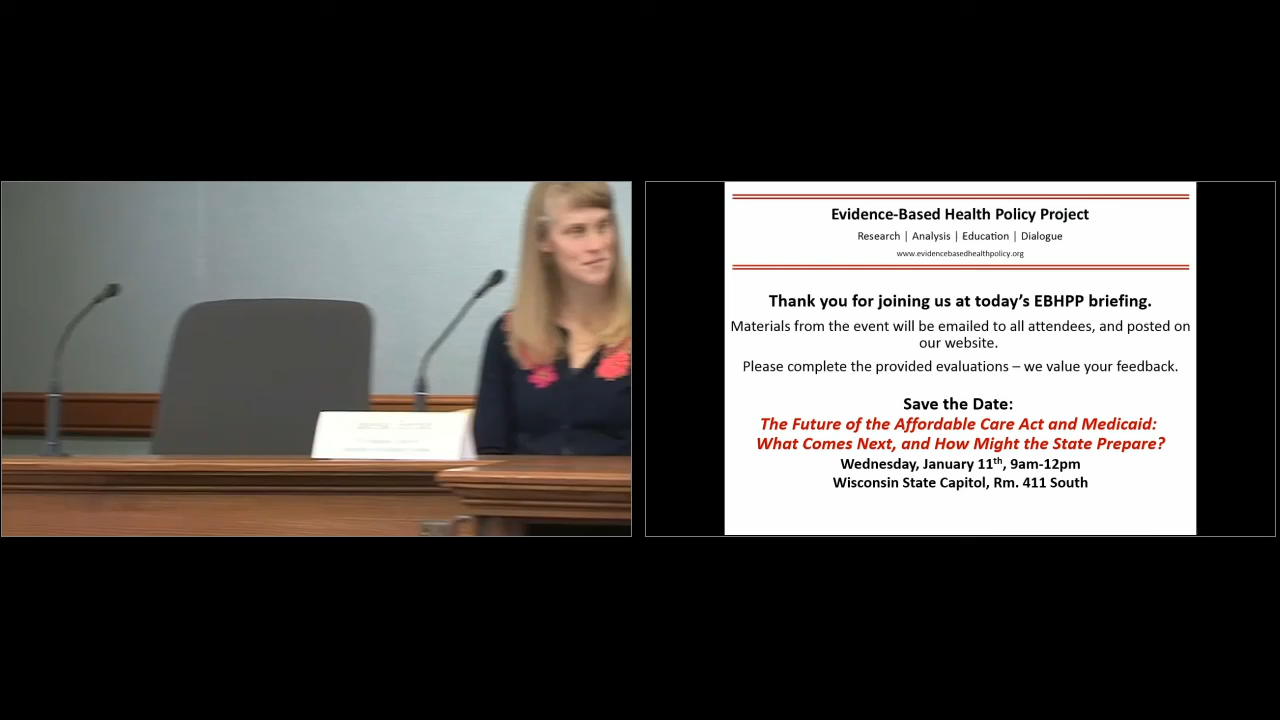 Evidence-Based Health Policy Project
Research | Analysis | Education | Dialogue
www.evidencebasedhealthpolicy.org
Thank you for joining us at today's EBHPP briefing.
Materials from the event will be emailed to all attendees, and posted on
our website.
Please complete the provided evaluations – we value your feedback.
Save the Date:
The Future of the Affordable Care Act and Medicaid:
What Comes Next, and How Might the State Prepare?
Wednesday, January 11th, 9am-12pm
Wisconsin State Capitol, Rm. 411 South